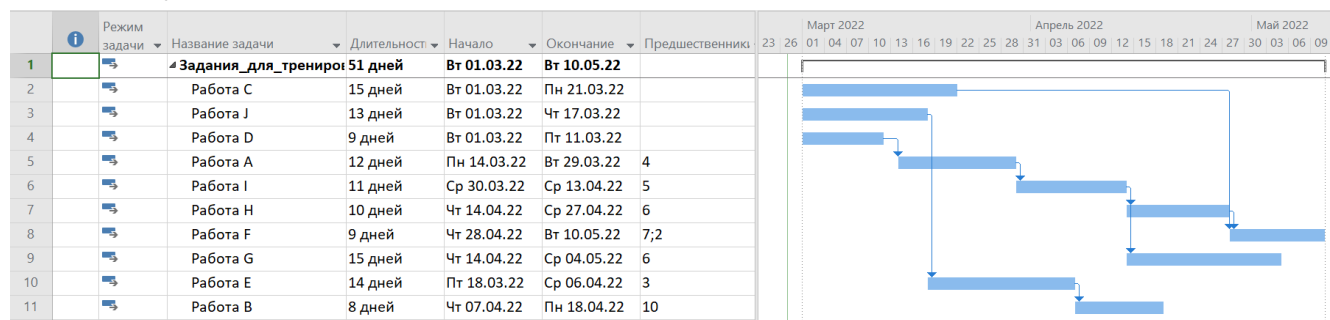 Март 2022 Апрель 2022 Май 2022
Режим задачи Название задачи Длительност Начало Окончание Предшественники 23 26 01 04 07 10 13 16 19 22 25 28 31 03 06 09 12 15 18 21 24 27 30 03 06 09
1 Задания_для_трениров 51 дней Вт 01.03.22 Вт 10.05.22
2 Работа C 15 дней Вт 01.03.22 Пн 21.03.22
3 Работа J 13 дней Вт 01.03.22 Чт 17.03.22
4 Работа D 9 дней Вт 01.03.22 Пт 11.03.22
5 Работа A 12 дней Пн 14.03.22 Вт 29.03.22 4
6 Работа I 11 дней Ср 30.03.22 Ср 13.04.22 5
7 Работа H 10 дней Чт 14.04.22 Ср 27.04.22 6
8 Работа F 9 дней Чт 28.04.22 Вт 10.05.22 7;2
9 Работа G 15 дней Чт 14.04.22 Ср 04.05.22 6
10 Работа E 14 дней Пт 18.03.22 Ср 06.04.22 3
11 Работа B 8 дней Чт 07.04.22 Пн 18.04.22 10